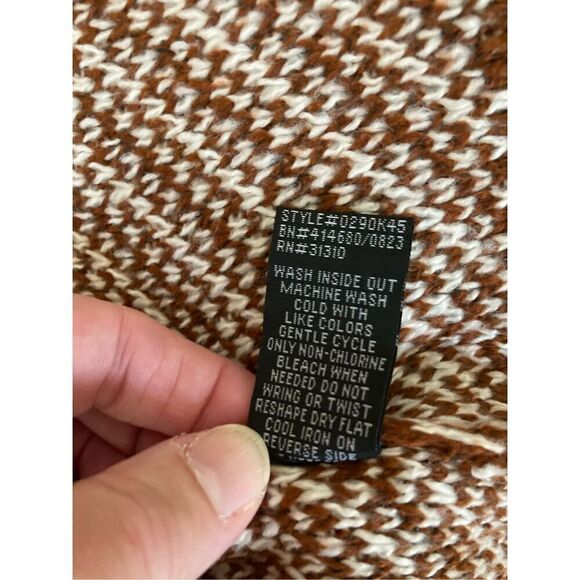 STYLE#0290K45
BN#414680/0823
RN#31310
WASH INSIDE OUT
MACHINE WASH
COLD WITH
LIKE COLORS
GENTLE CYCLE
ONLY NON-CHLORINE
BLEACH WHEN
NEEDED DO NOT
WRING OR TWIST
RESHAPE DRY FLAT
COOL IRON ON
REVERSE SIDE